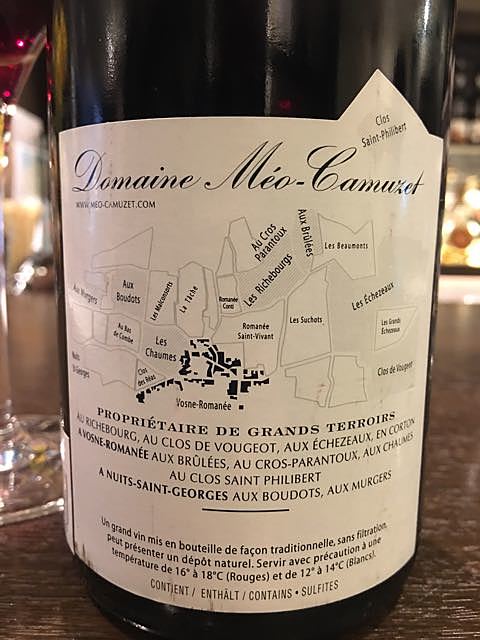 Clos
Saint-Philibert
Domaine Méo-Camuzet
WWW.MEO-CAMUZET.COM
Aux Murgers
Aux
Boudots
Les Malconsorts
La Tâche
Au Cros
Parantoux
Aux Brûlées
Les Beaumonts
Romanée
Conti
Les Richebourgs
Les Échezeaux
Au Bas
de Combe
Les
Chaumes
Romanée
Saint-Vivant
Les Suchots
Les Grands
Échezeaux
Nuits
St-Georges
Clos
des Réas
Clos de Vougeot
Vosne-Romanée
PROPRIÉTAIRE DE GRANDS TERROIRS
AU RICHEBOURG, AU CLOS DE VOUGEOT, AUX ÉCHEZEAUX, EN CORTON
A VOSNE-ROMANÉE AUX BRÛLÉES, AU CROS-PARANTOUX, AUX CHAUMES
AU CLOS SAINT PHILIBERT
A NUITS-SAINT-GEORGES AUX BOUDOTS, AUX MURGERS
Un grand vin mis en bouteille de façon traditionnelle, sans filtration,
peut présenter un dépôt naturel. Servir avec précaution à une
température de 16° à 18°C (Rouges) et de 12° à 14°C (Blancs).
CONTIENT / ENTHÄLT / CONTAINS • SULFITES